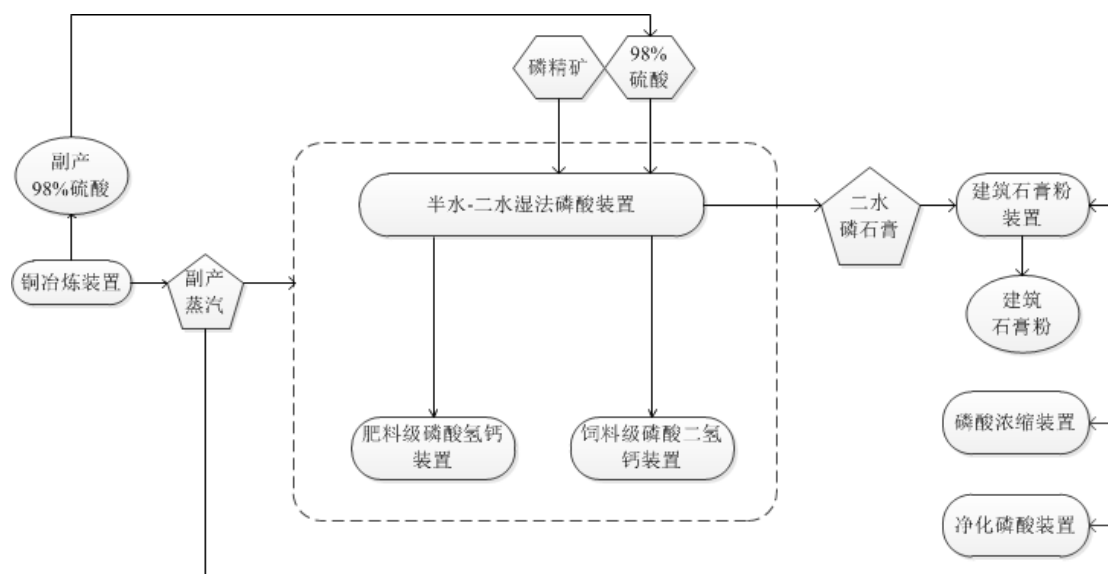 磷精矿
98%
硫酸
副产
98%硫酸
半水-二水湿法磷酸装置
二水
磷石膏
建筑石膏粉
装置
铜冶炼装置
副产
蒸汽
建筑
石膏粉
肥料级磷酸氢钙
装置
饲料级磷酸二氢
钙装置
磷酸浓缩装置
净化磷酸装置